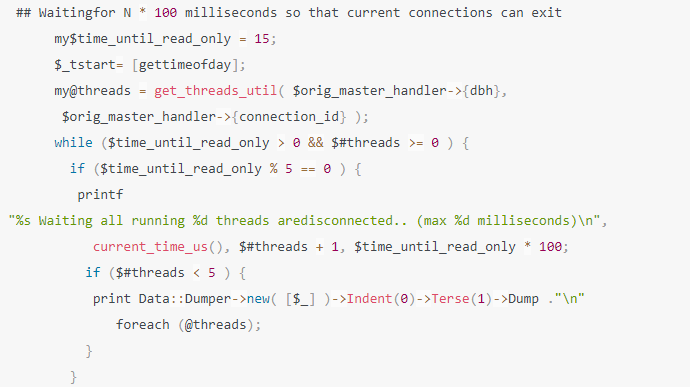 ## Waitingfor N * 100 milliseconds so that current connections can exit
my$time_until_read_only = 15;
$_tstart= [gettimeofday];
my@threads = get_threads_util( $orig_master_handler->{dbh},
$orig_master_handler->{connection_id} );
while ($time_until_read_only > 0 && $#threads >= 0 ) {
if ($time_until_read_only % 5 == 0 ) {
printf
"%s Waiting all running %d threads aredisconnected.. (max %d milliseconds)\n",
current_time_us(), $#threads + 1, $time_until_read_only * 100;
if ($#threads < 5 ) {
print Data::Dumper->new( [$_] )->Indent(0)->Terse(1)->Dump ."\n"
foreach (@threads);
}
}